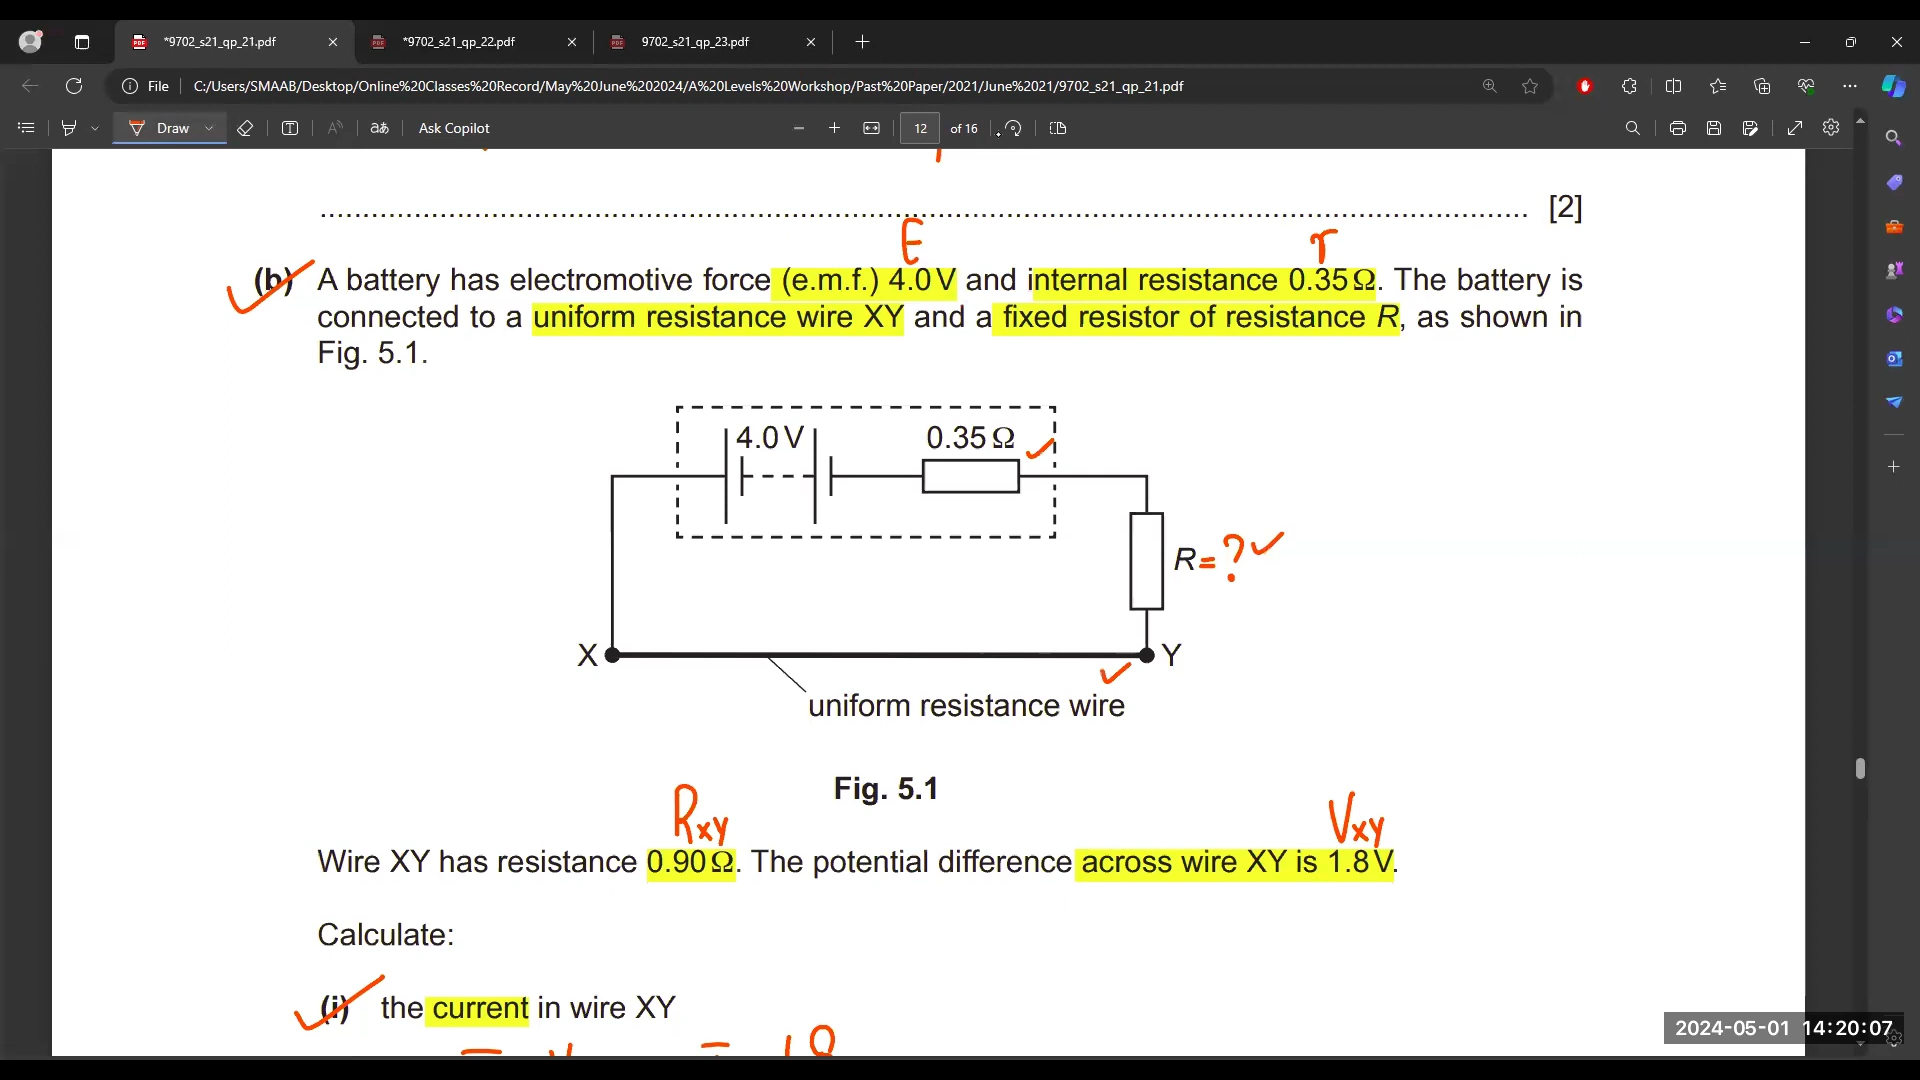 *9702_s21_qp_21.pdf
*9702_s21_qp_22.pdf
9702_s21_qp_23.pdf
File
C:/Users/SMAAB/Desktop/Online%20Classes%20Record/May%20June%202024/A%20Levels%20Workshop/Past%20Paper/2021/June%2021/9702_s21_qp_21.pdf
Draw
Ask Copilot
12 of 16
[2]
E
r
(b) A battery has electromotive force (e.m.f.) 4.0 V and internal resistance 0.35 Ω. The battery is
connected to a uniform resistance wire XY and a fixed resistor of resistance R, as shown in
Fig. 5.1.
4.0 V
0.35 Ω
R = ?
X
Y
uniform resistance wire
Fig. 5.1
Rxy
Vxy
Wire XY has resistance 0.90 Ω. The potential difference across wire XY is 1.8 V.
Calculate:
(i) the current in wire XY
2024-05-01 14:20:07